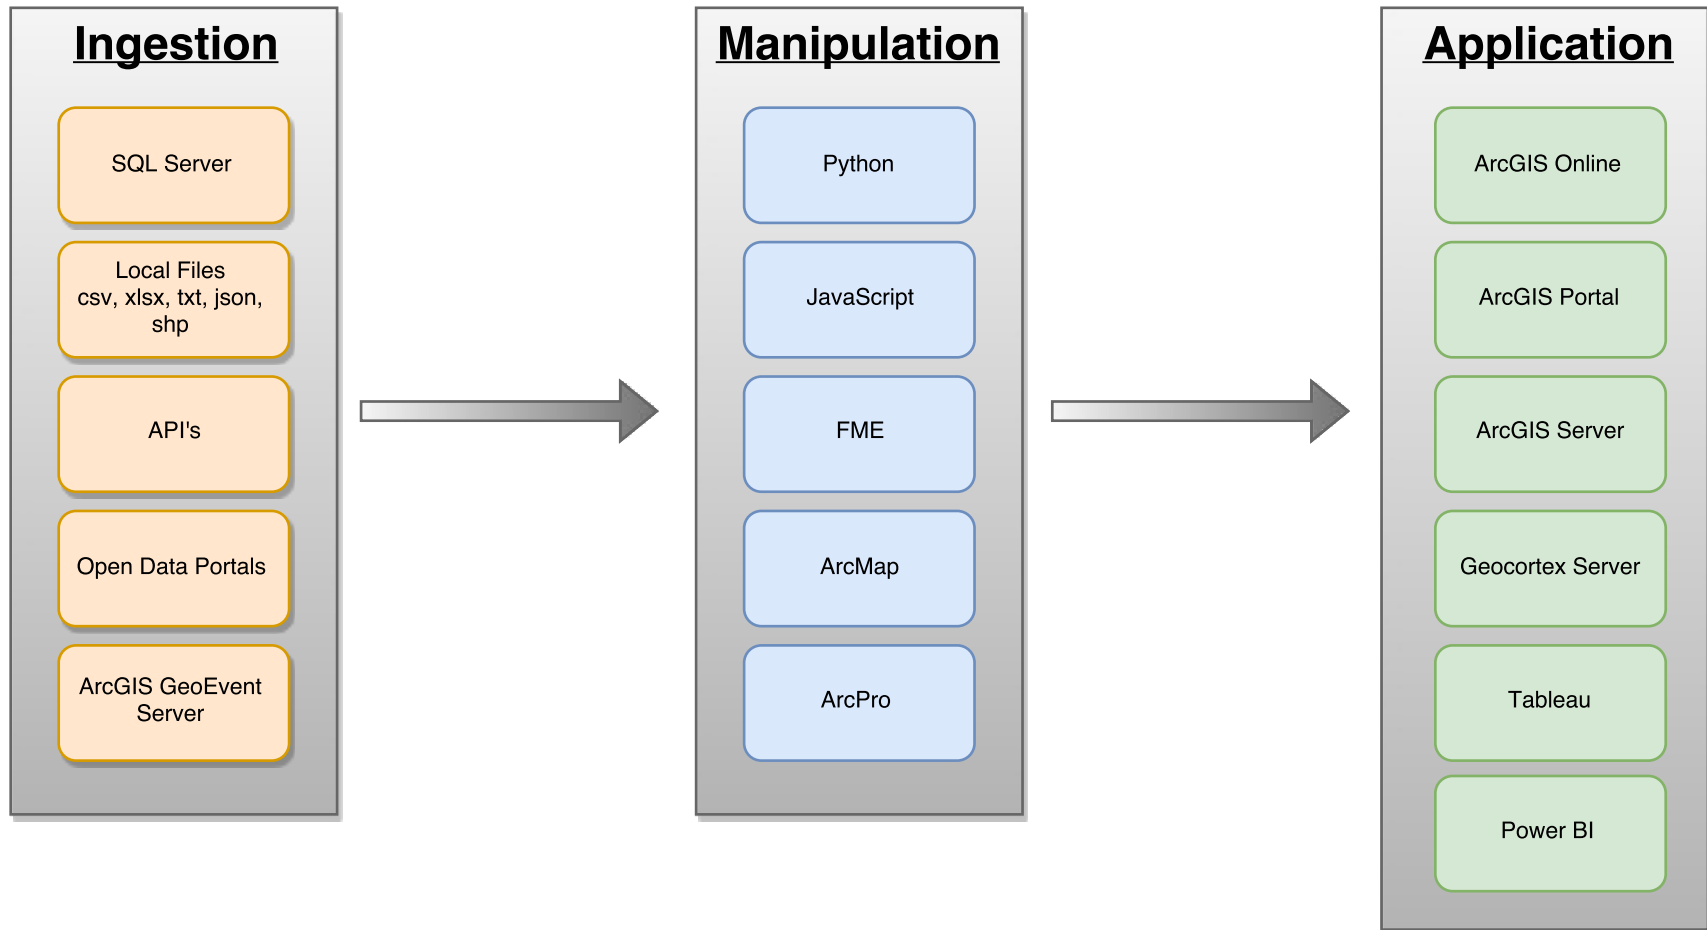 Ingestion
SQL Server
Local Files
csv, xlsx, txt, json,
shp
API's
Open Data Portals
ArcGIS GeoEvent
Server
Manipulation
Python
JavaScript
FME
ArcMap
ArcPro
Application
ArcGIS Online
ArcGIS Portal
ArcGIS Server
Geocortex Server
Tableau
Power BI